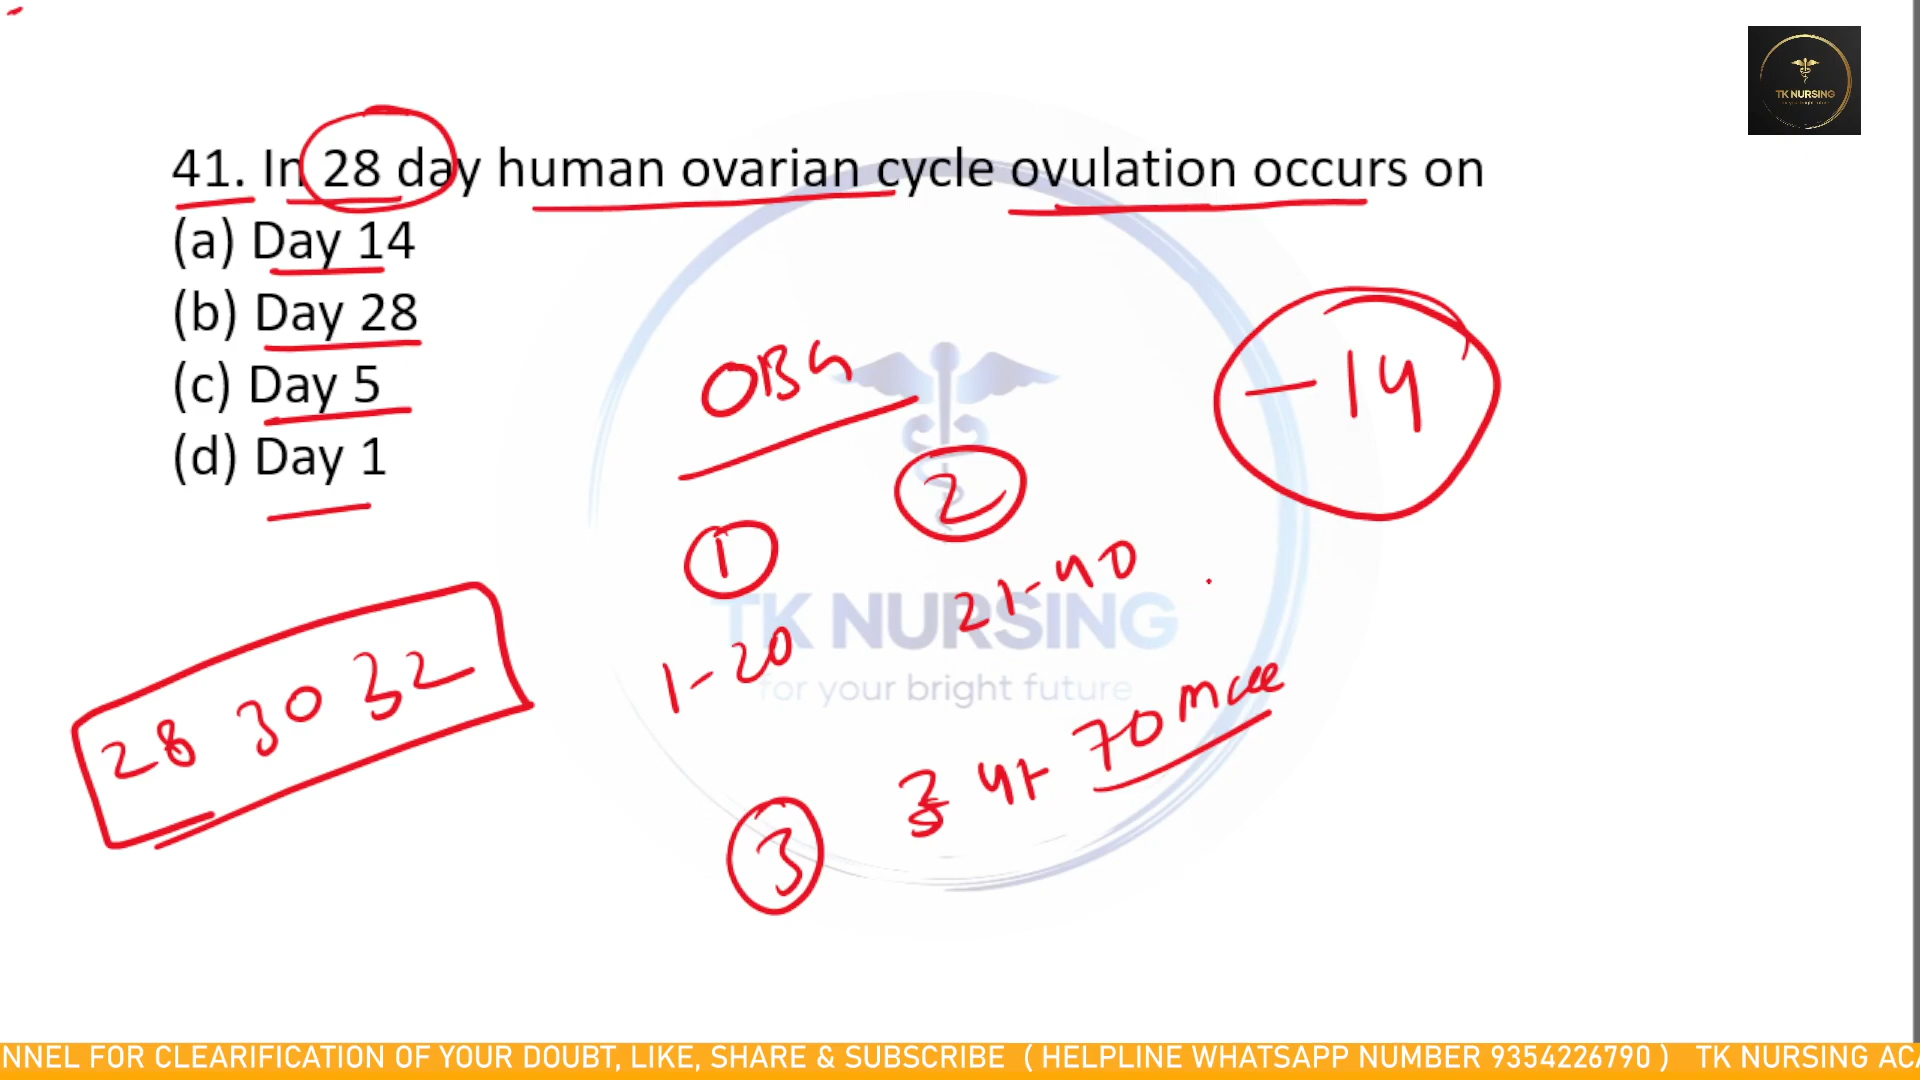 TK NURSING
41. In 28 day human ovarian cycle ovulation occurs on
(a) Day 14
(b) Day 28
(c) Day 5
(d) Day 1
OBG
- 14
2
1
21-40
TK NURSING
1-20
for your bright future
28 30 32
70
3
NNEL FOR CLEARIFICATION OF YOUR DOUBT, LIKE, SHARE & SUBSCRIBE ( HELPLINE WHATSAPP NUMBER 9354226790 ) TK NURSING AC